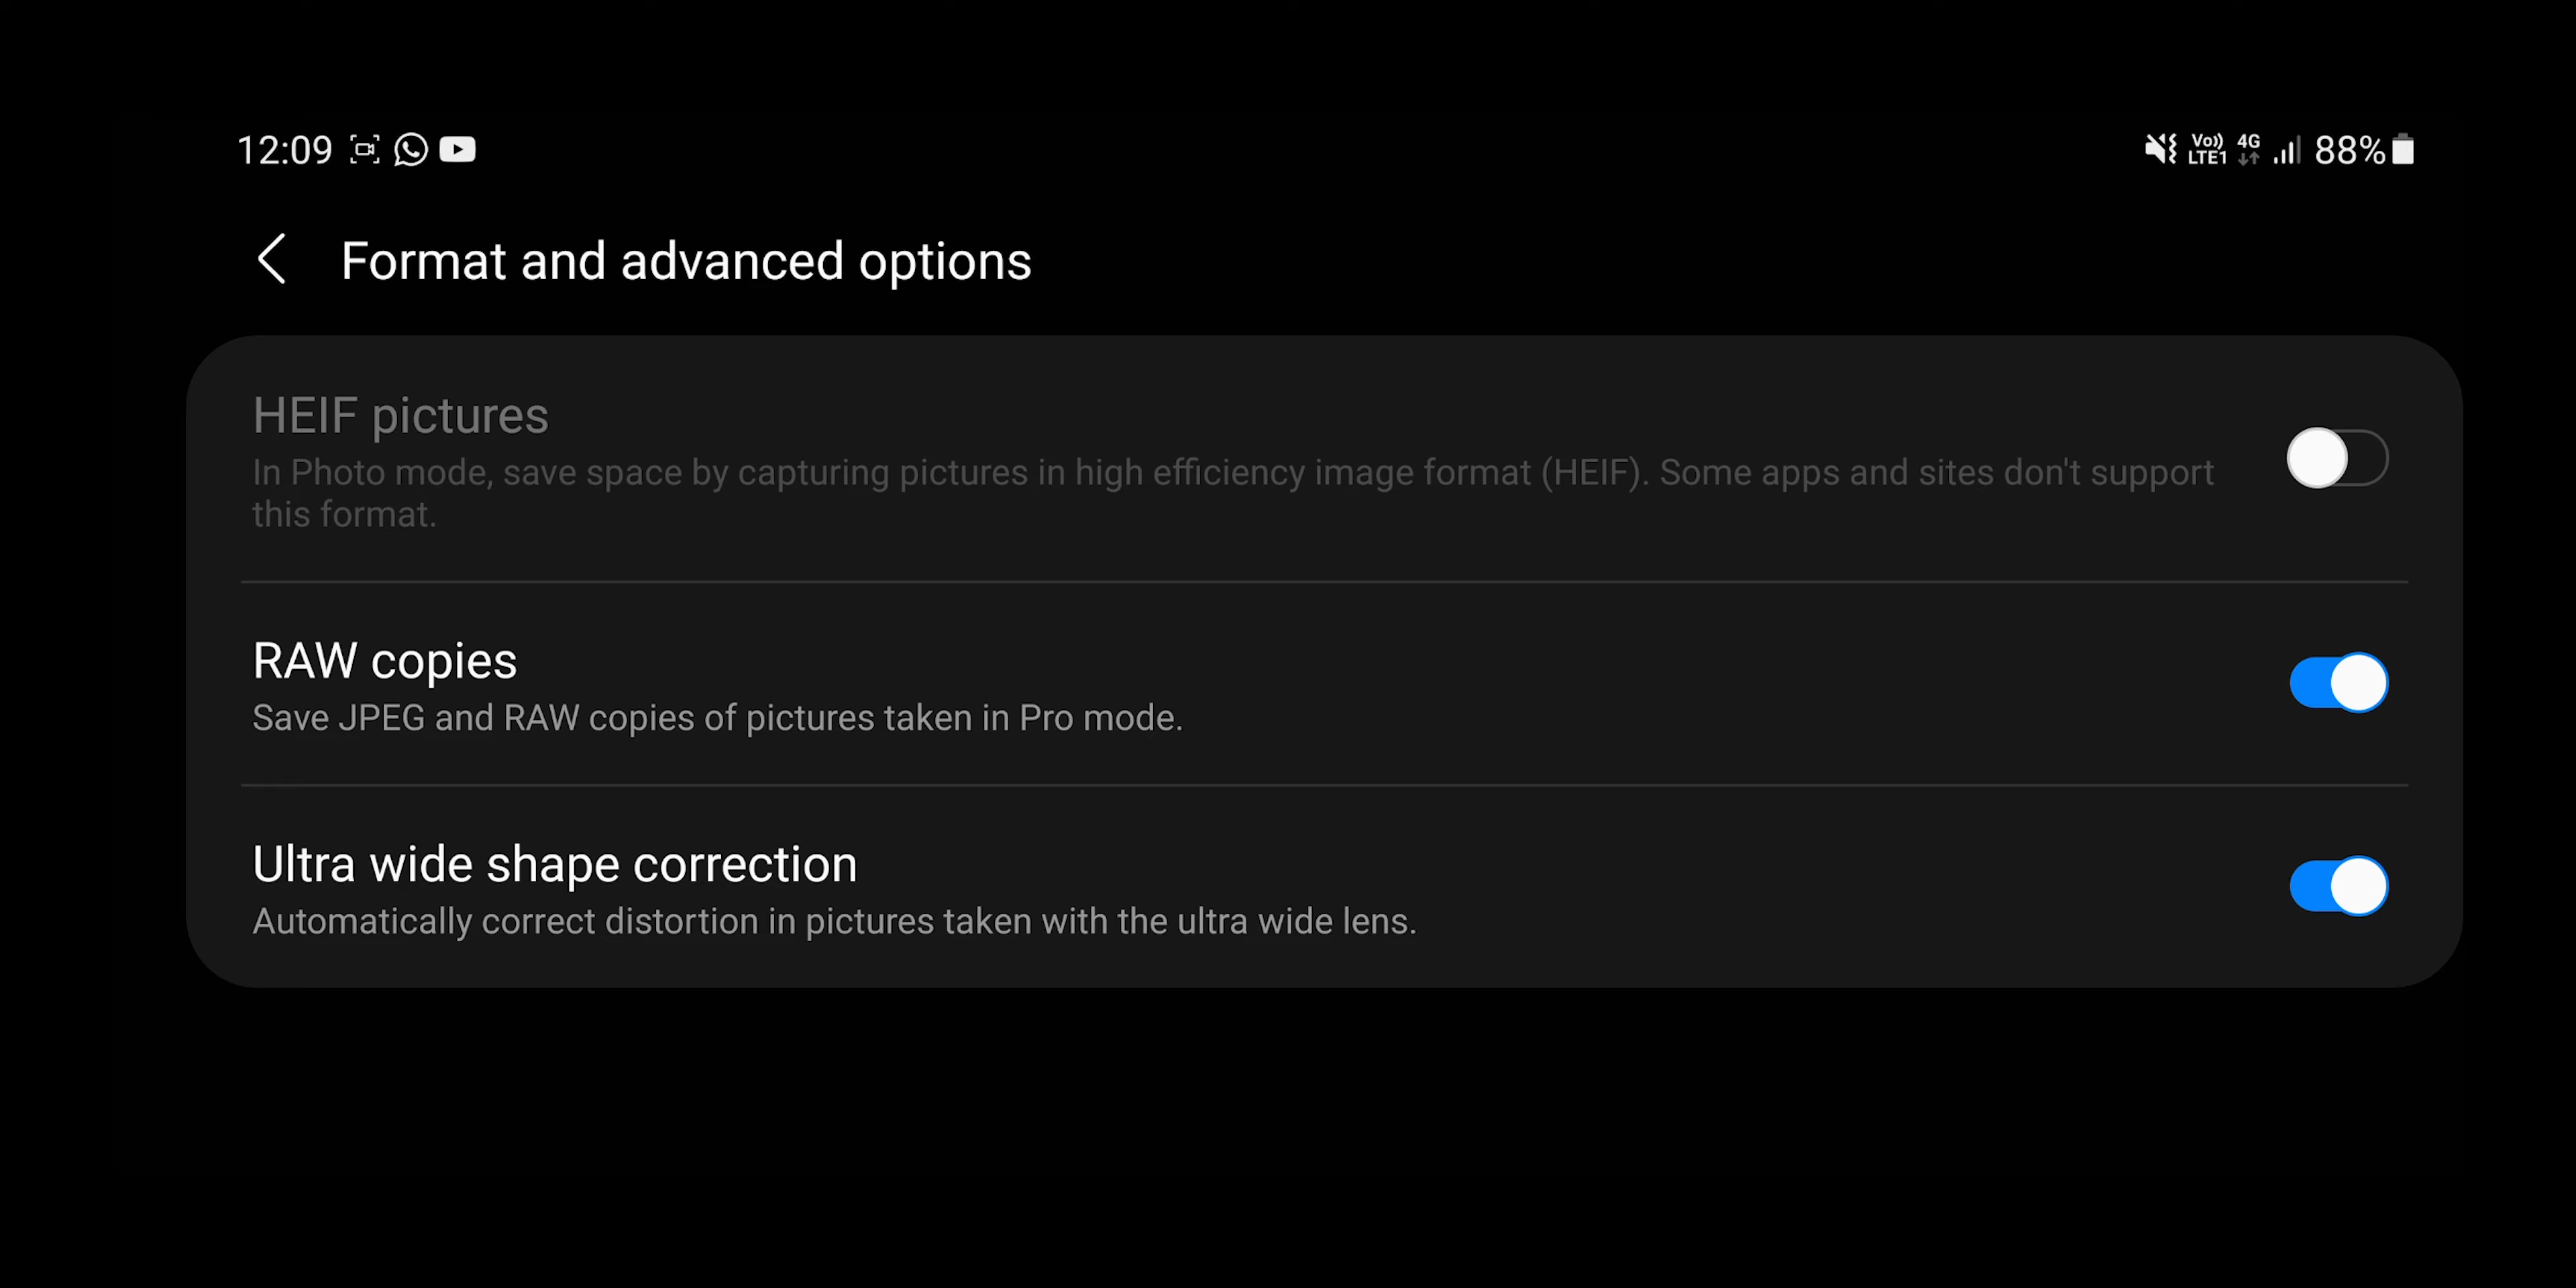 12:09 Vo)) LTE1 4G 88%
Format and advanced options
HEIF pictures
In Photo mode, save space by capturing pictures in high efficiency image format (HEIF). Some apps and sites don't support
this format.
RAW copies
Save JPEG and RAW copies of pictures taken in Pro mode.
Ultra wide shape correction
Automatically correct distortion in pictures taken with the ultra wide lens.